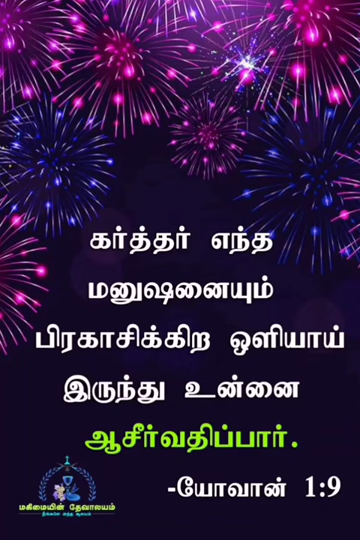 கர்த்தர் எந்த
மனுஷனையும்
பிரகாசிக்கிற ஒளியாய்
இருந்து உன்னை
ஆசீர்வதிப்பார்.
-யோவான் 1:9
மகிமையின் தேவாலயம்